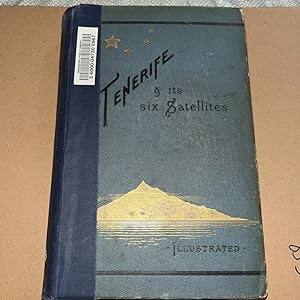 TENERIFE
& its
six Satellites
ILLUSTRATED